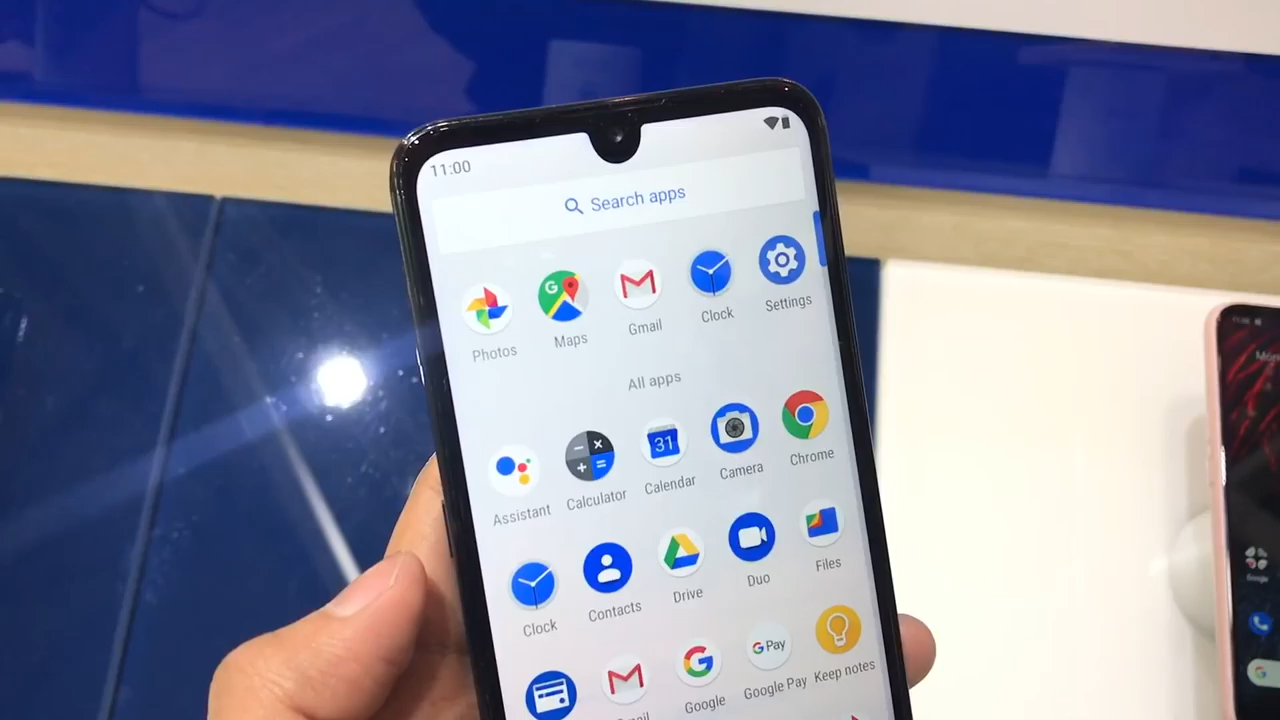 11:00
Search apps
Photos Maps Gmail Clock Settings
All apps
31
Assistant Calculator Calendar Camera Chrome
Clock Contacts Drive Duo Files
G Pay
Google Google Pay Keep notes
Google